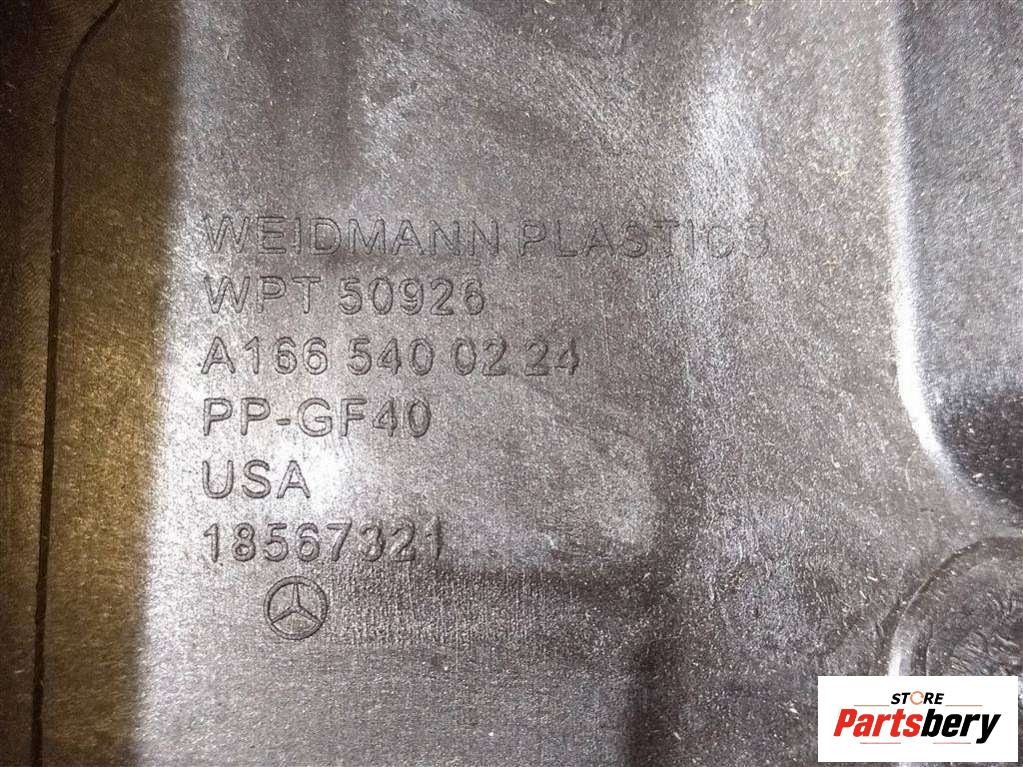 WEIDMANN PLASTICS
WPT 50926
A166 540 02 24
PP-GF40
USA
18567321
STORE
Partsbery